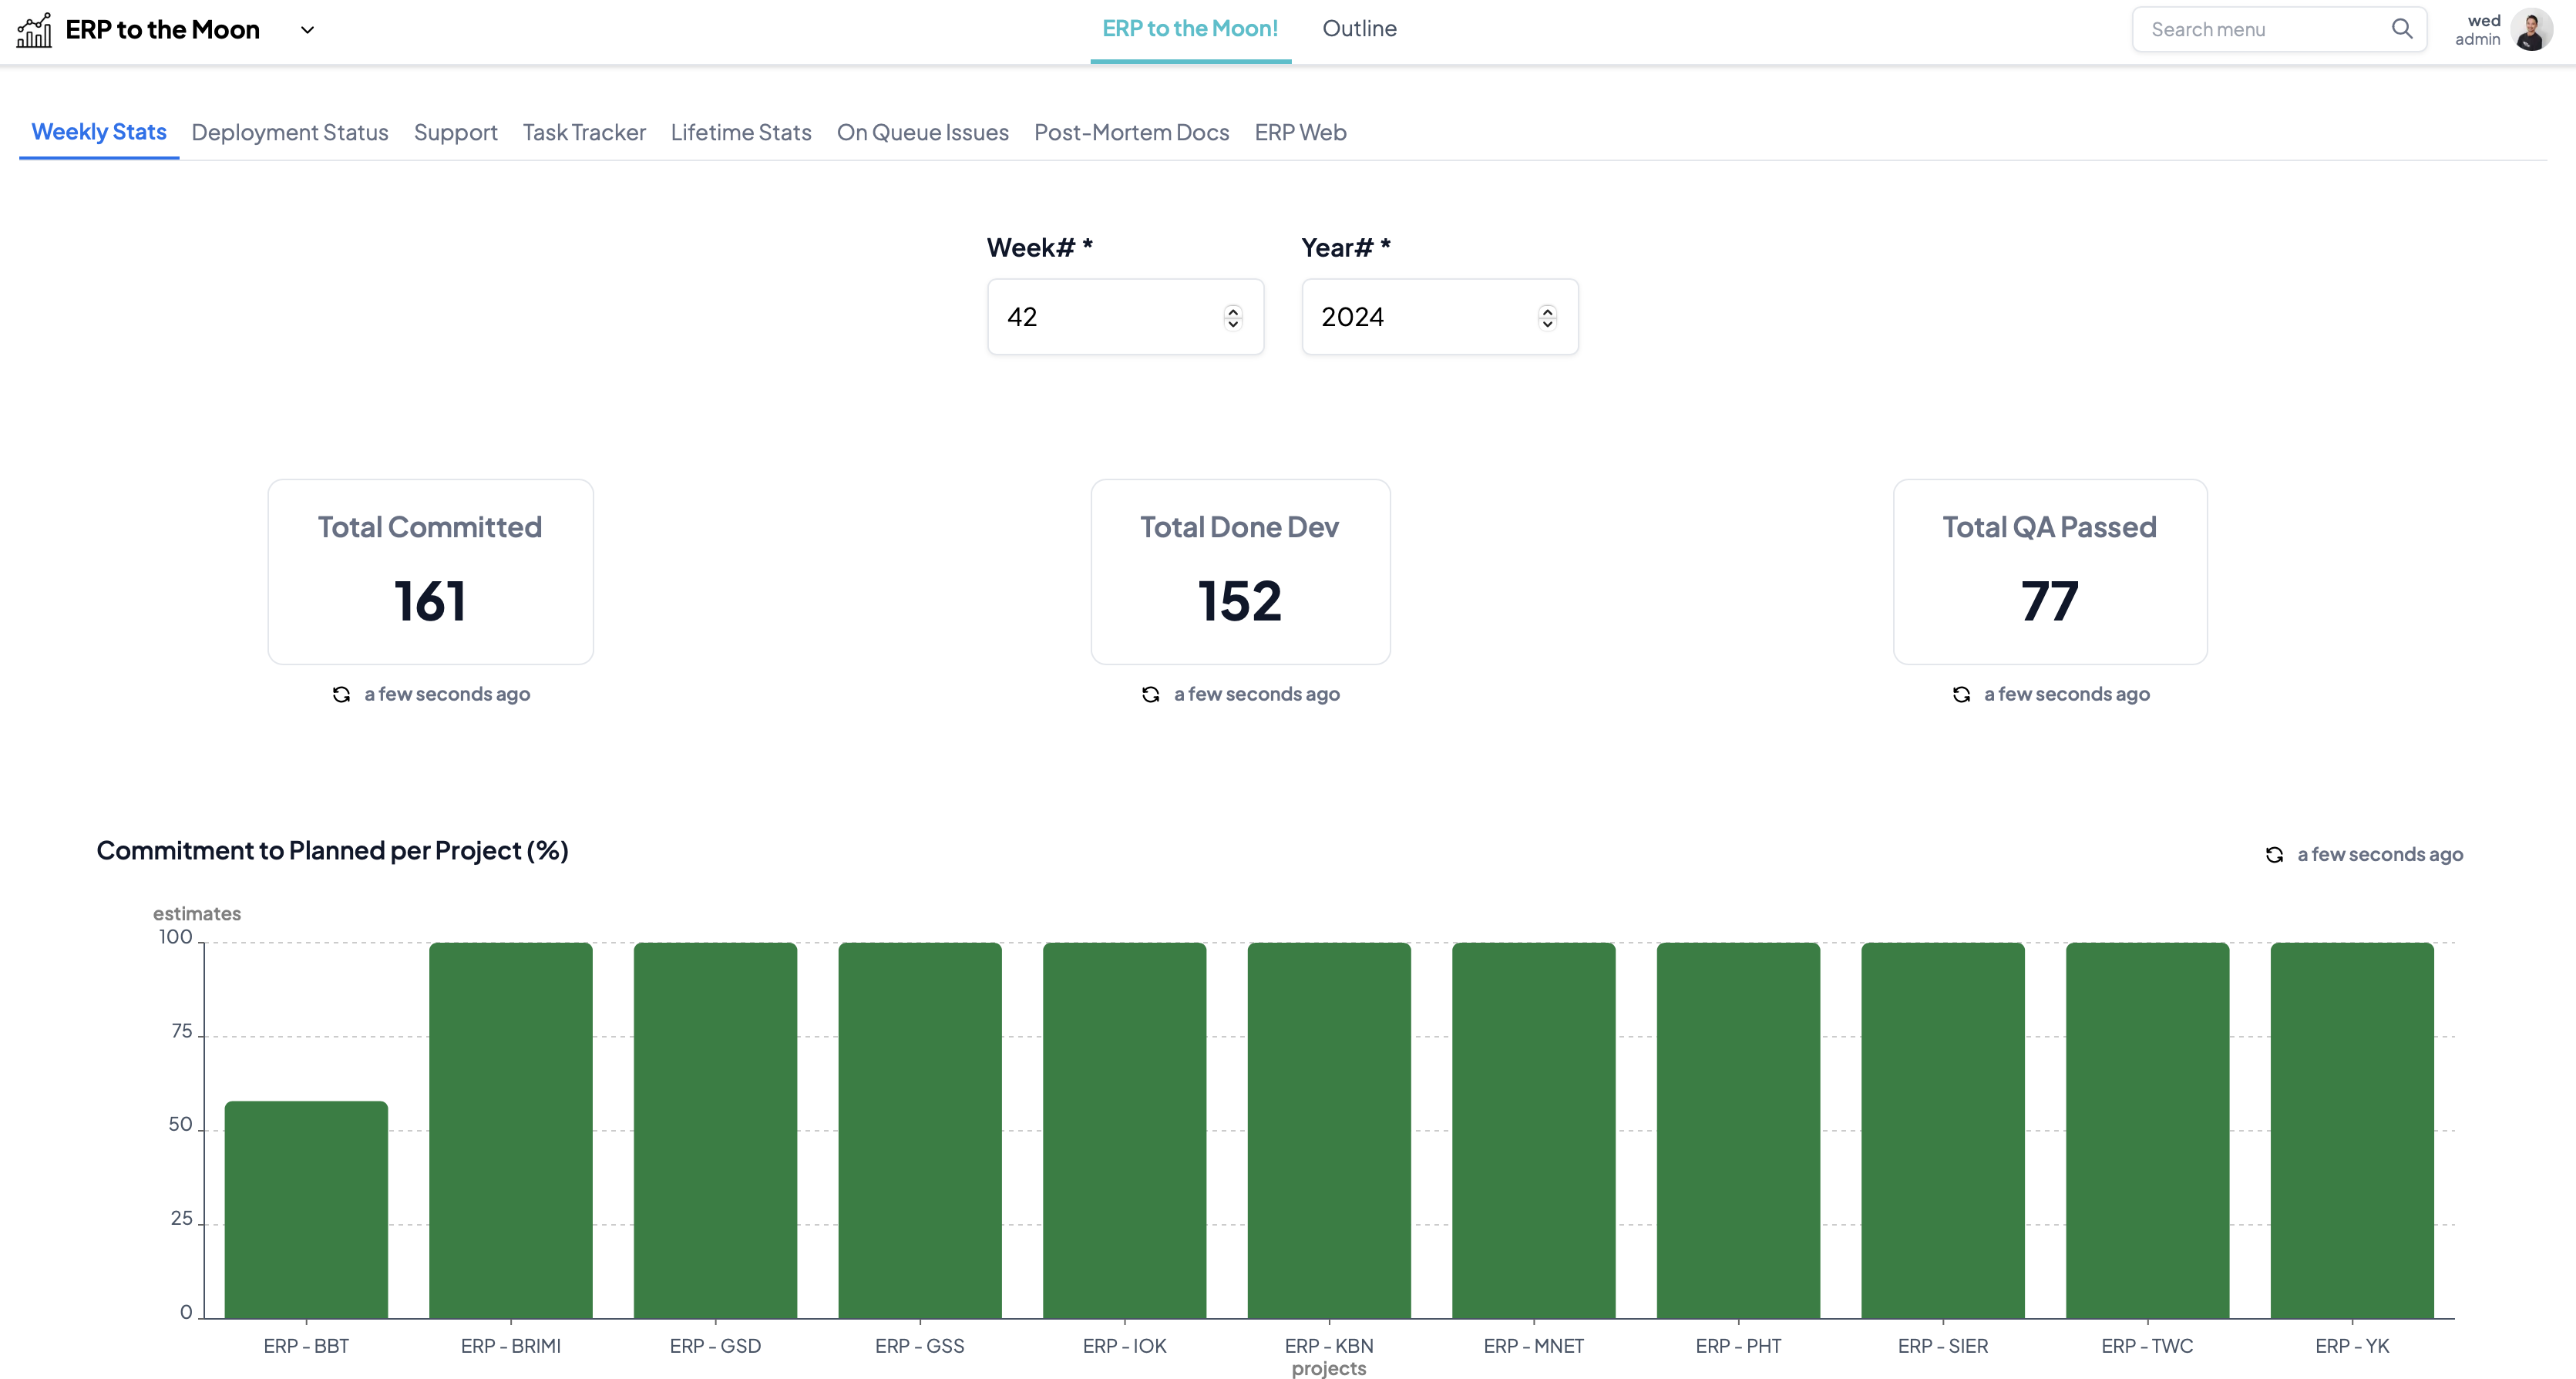 ERP to the Moon
ERP to the Moon!
Outline
Search menu
wed
admin
Weekly Stats
Deployment Status
Support
Task Tracker
Lifetime Stats
On Queue Issues
Post-Mortem Docs
ERP Web
Week# *
Year# *
42
2024
Total Committed
161
a few seconds ago
Total Done Dev
152
a few seconds ago
Total QA Passed
77
a few seconds ago
Commitment to Planned per Project (%)
a few seconds ago
estimates
100
75
50
25
0
ERP - BBT
ERP - BRIMI
ERP - GSD
ERP - GSS
ERP - IOK
ERP - KBN
ERP - MNET
ERP - PHT
ERP - SIER
ERP - TWC
ERP - YK
projects